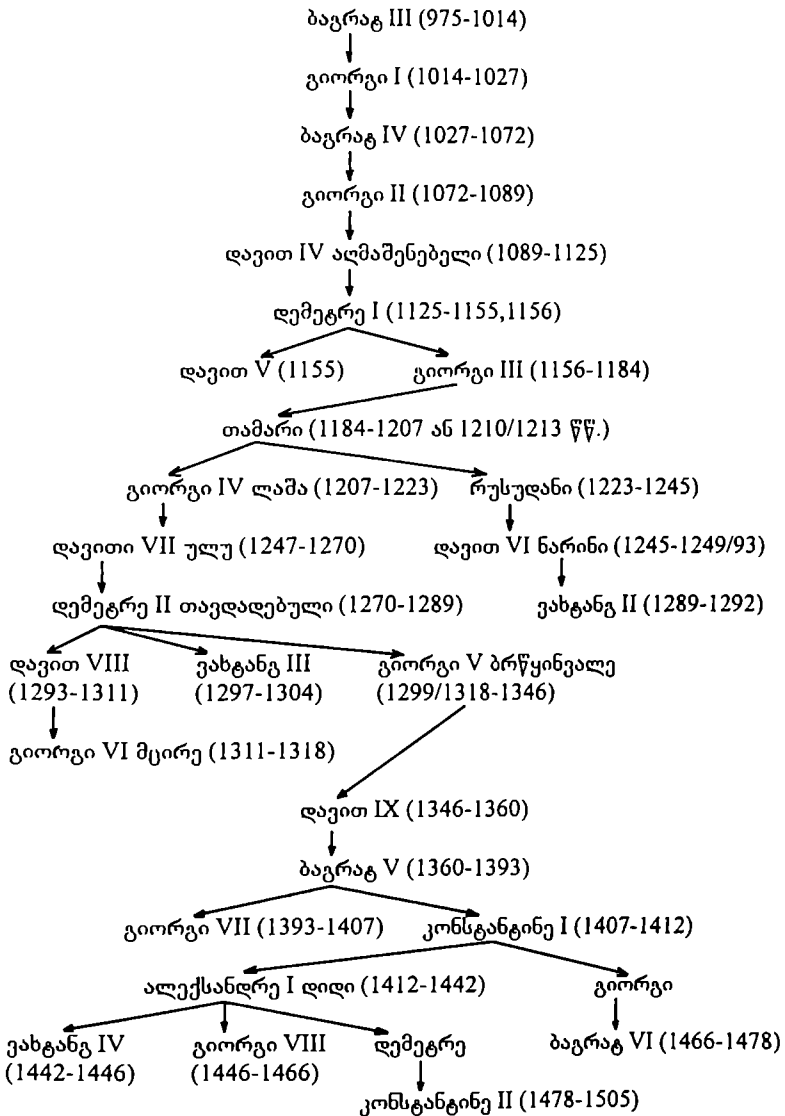 ბაგრატ III (975-1014)
გიორგი I (1014-1027)
ბაგრატ IV (1027-1072)
გიორგი II (1072-1089)
დავით IV აღმაშენებელი (1089-1125)
დემეტრე I (1125-1155,1156)
დავით V (1155) გიორგი III (1156-1184)
თამარი (1184-1207 ან 1210/1213 წწ.)
გიორგი IV ლაშა (1207-1223) რუსუდანი (1223-1245)
დავითი VII ულუ (1247-1270) დავით VI ნარინი (1245-1249/93)
დემეტრე II თავდადებული (1270-1289) ვახტანგ II (1289-1292)
დავით VIII ვახტანგ III გიორგი V ბრწყინვალე
(1293-1311) (1297-1304) (1299/1318-1346)
გიორგი VI მცირე (1311-1318)
დავით IX (1346-1360)
ბაგრატ V (1360-1393)
გიორგი VII (1393-1407) კონსტანტინე I (1407-1412)
ალექსანდრე I დიდი (1412-1442) გიორგი
ვახტანგ IV გიორგი VIII დემეტრე ბაგრატ VI (1466-1478)
(1442-1446) (1446-1466)
კონსტანტინე II (1478-1505)